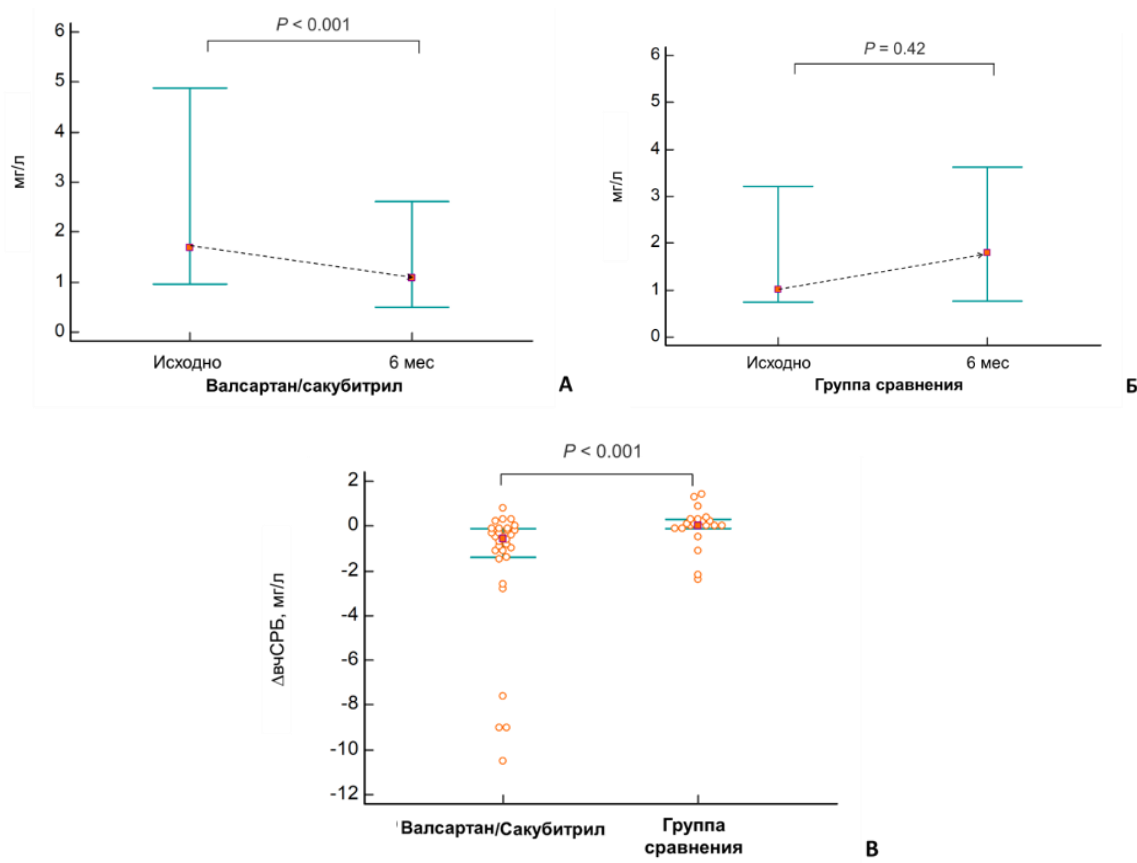 P < 0.001
6
5
4
3
2
1
0
мг/л
Исходно
6 мес
Валсартан/сакубитрил
А
P = 0.42
6
5
4
3
2
1
0
мг/л
Исходно
6 мес
Группа сравнения
Б
P < 0.001
2
0
-2
-4
-6
-8
-10
-12
ΔвчСРБ, мг/л
Валсартан/Сакубитрил
Группа
сравнения
В